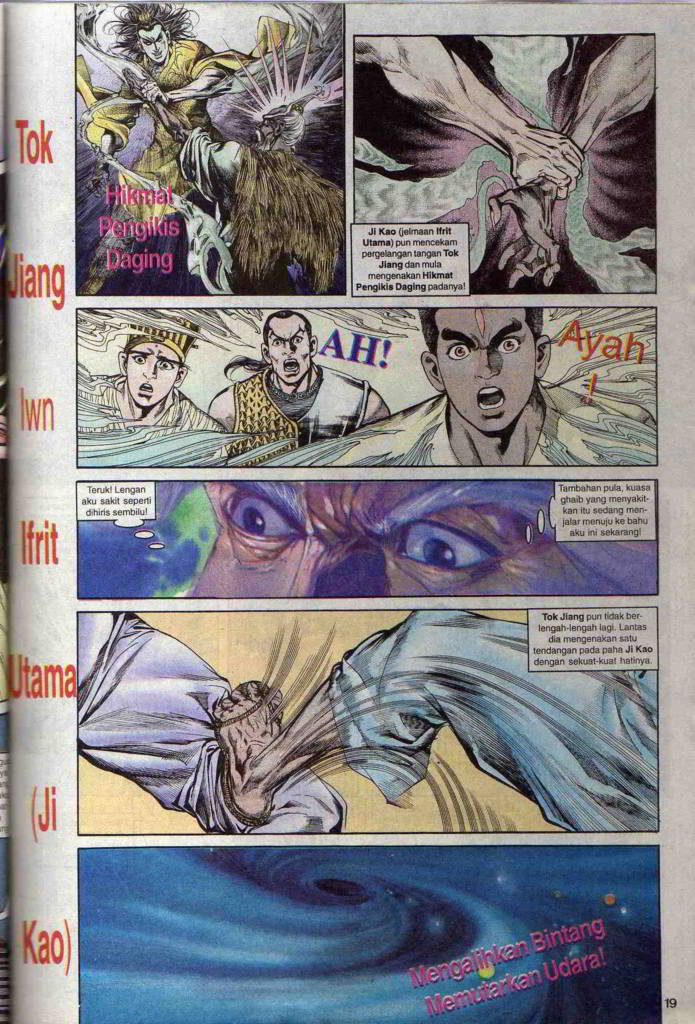 Tok
Jiang
lwn
Ifrit
Utama
(Ji
Kao)
Hikmat
Pengikis
Daging
Ji Kao (jelmaan Ifrit
Utama) pun mencekam
pergelangan tangan Tok
Jiang dan mula
mengenakan Hikmat
Pengikis Daging padanya!
AH!
Ayah
!
Teruk! Lengan
aku sakit seperti
dihiris sembilu!
Tambahan pula, kuasa
ghaib yang menyakit-
kan itu sedang men-
jalar menuju ke bahu
aku ini sekarang!
Tok Jiang pun tidak ber-
lengah-lengah lagi. Lantas
dia mengenakan satu
tendangan pada paha Ji Kao
dengan sekuat-kuat hatinya.
Mengalihkan Bintang
Memutarkan Udara!
19